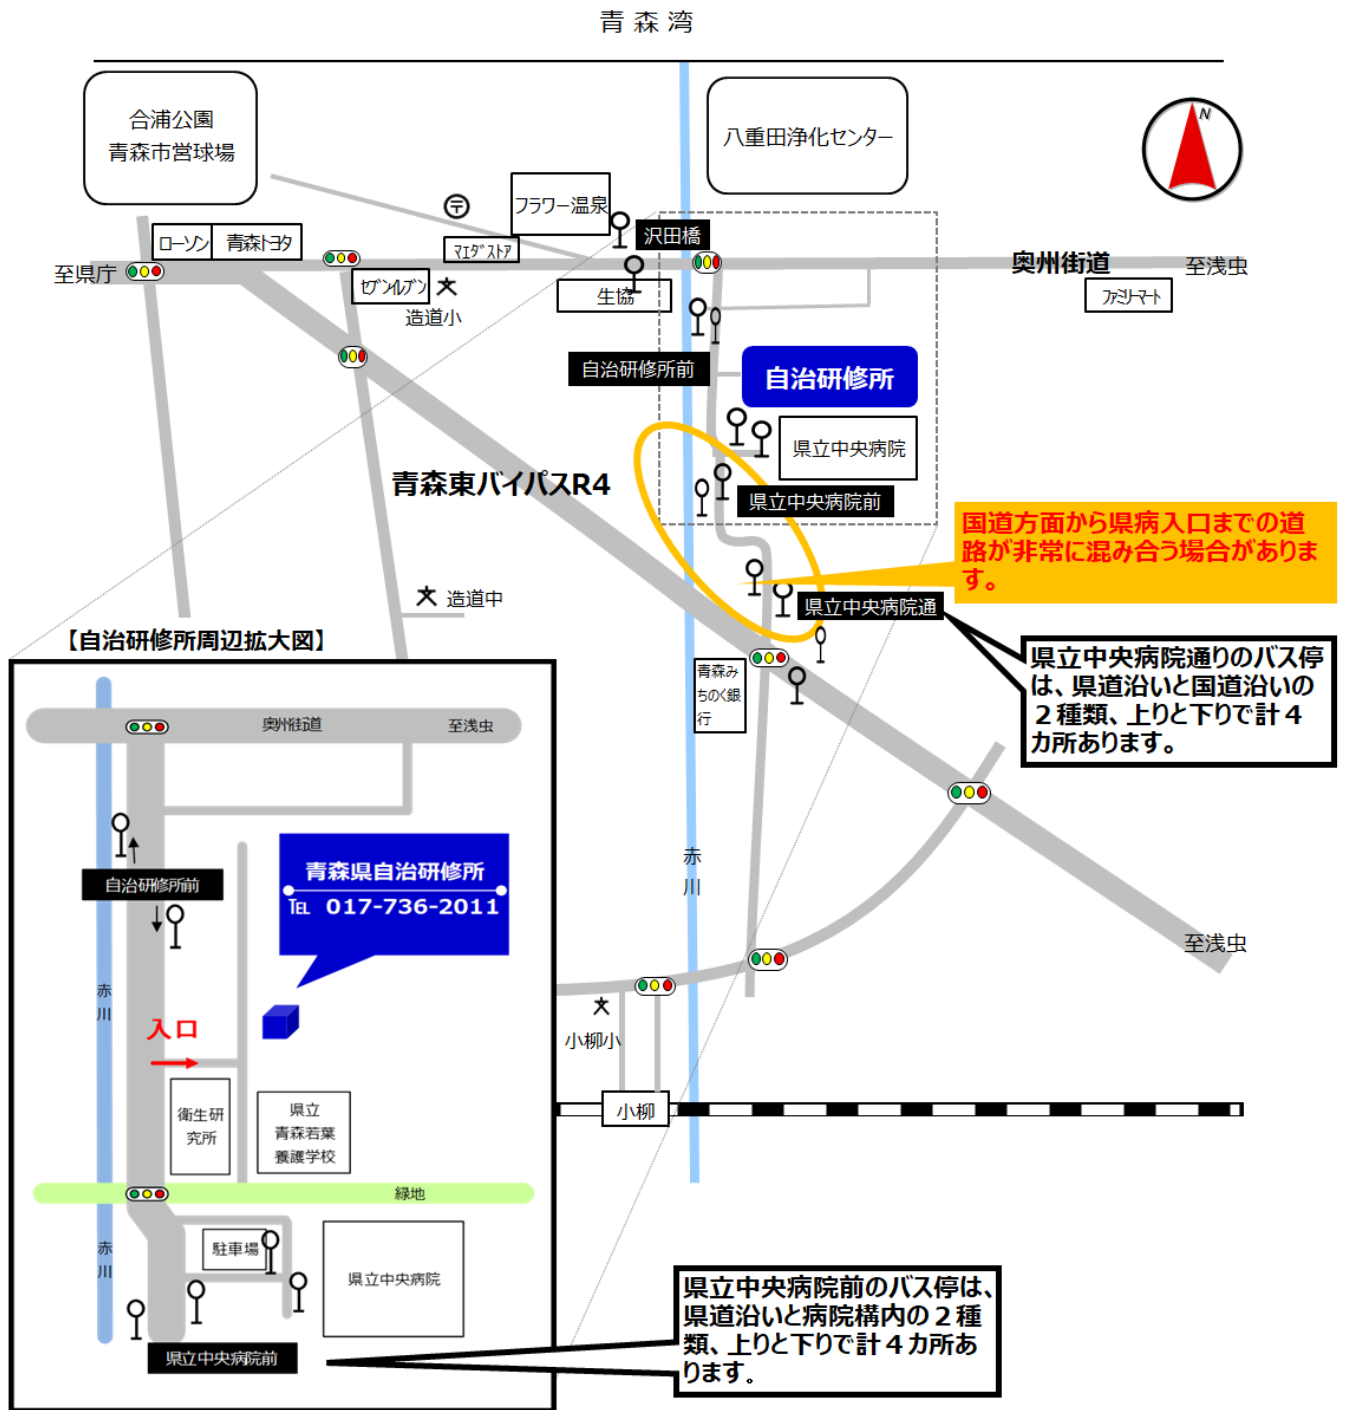 青森湾
合浦公園
青森市営球場
八重田浄化センター
N
フラワー温泉
〒
沢田橋
ローソン
青森トヨタ
マエダストア
至県庁
奥州街道
至浅虫
セブンイレブン
造道小
生協
ファミリーマート
自治研修所前
自治研修所
県立中央病院
青森東バイパスR4
県立中央病院前
国道方面から県病入口までの道
路が非常に混み合う場合がありま
す。
造道中
県立中央病院通
県立中央病院通りのバス停
は、県道沿いと国道沿いの
２種類、上りと下りで計４
カ所あります。
青森み
ちのく銀
行
赤
川
至浅虫
小柳小
小柳
【自治研修所周辺拡大図】
奥州街道
至浅虫
自治研修所前
青森県自治研修所
TEL 017-736-2011
赤
川
入口
衛生研
究所
県立
青森若葉
養護学校
緑地
赤
川
駐車場
県立中央病院
県立中央病院前
県立中央病院前のバス停は、
県道沿いと病院構内の２種
類、上りと下りで計４カ所あ
ります。